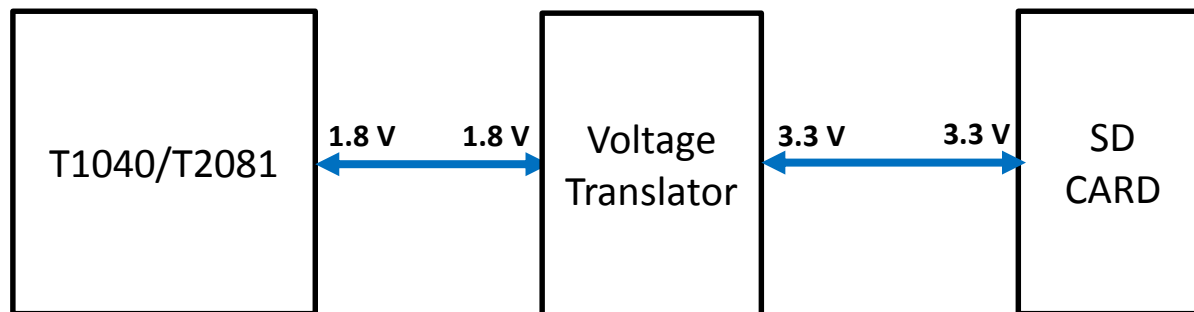 T1040/T2081
1.8 V
1.8 V
Voltage
Translator
3.3 V
3.3 V
SD
CARD